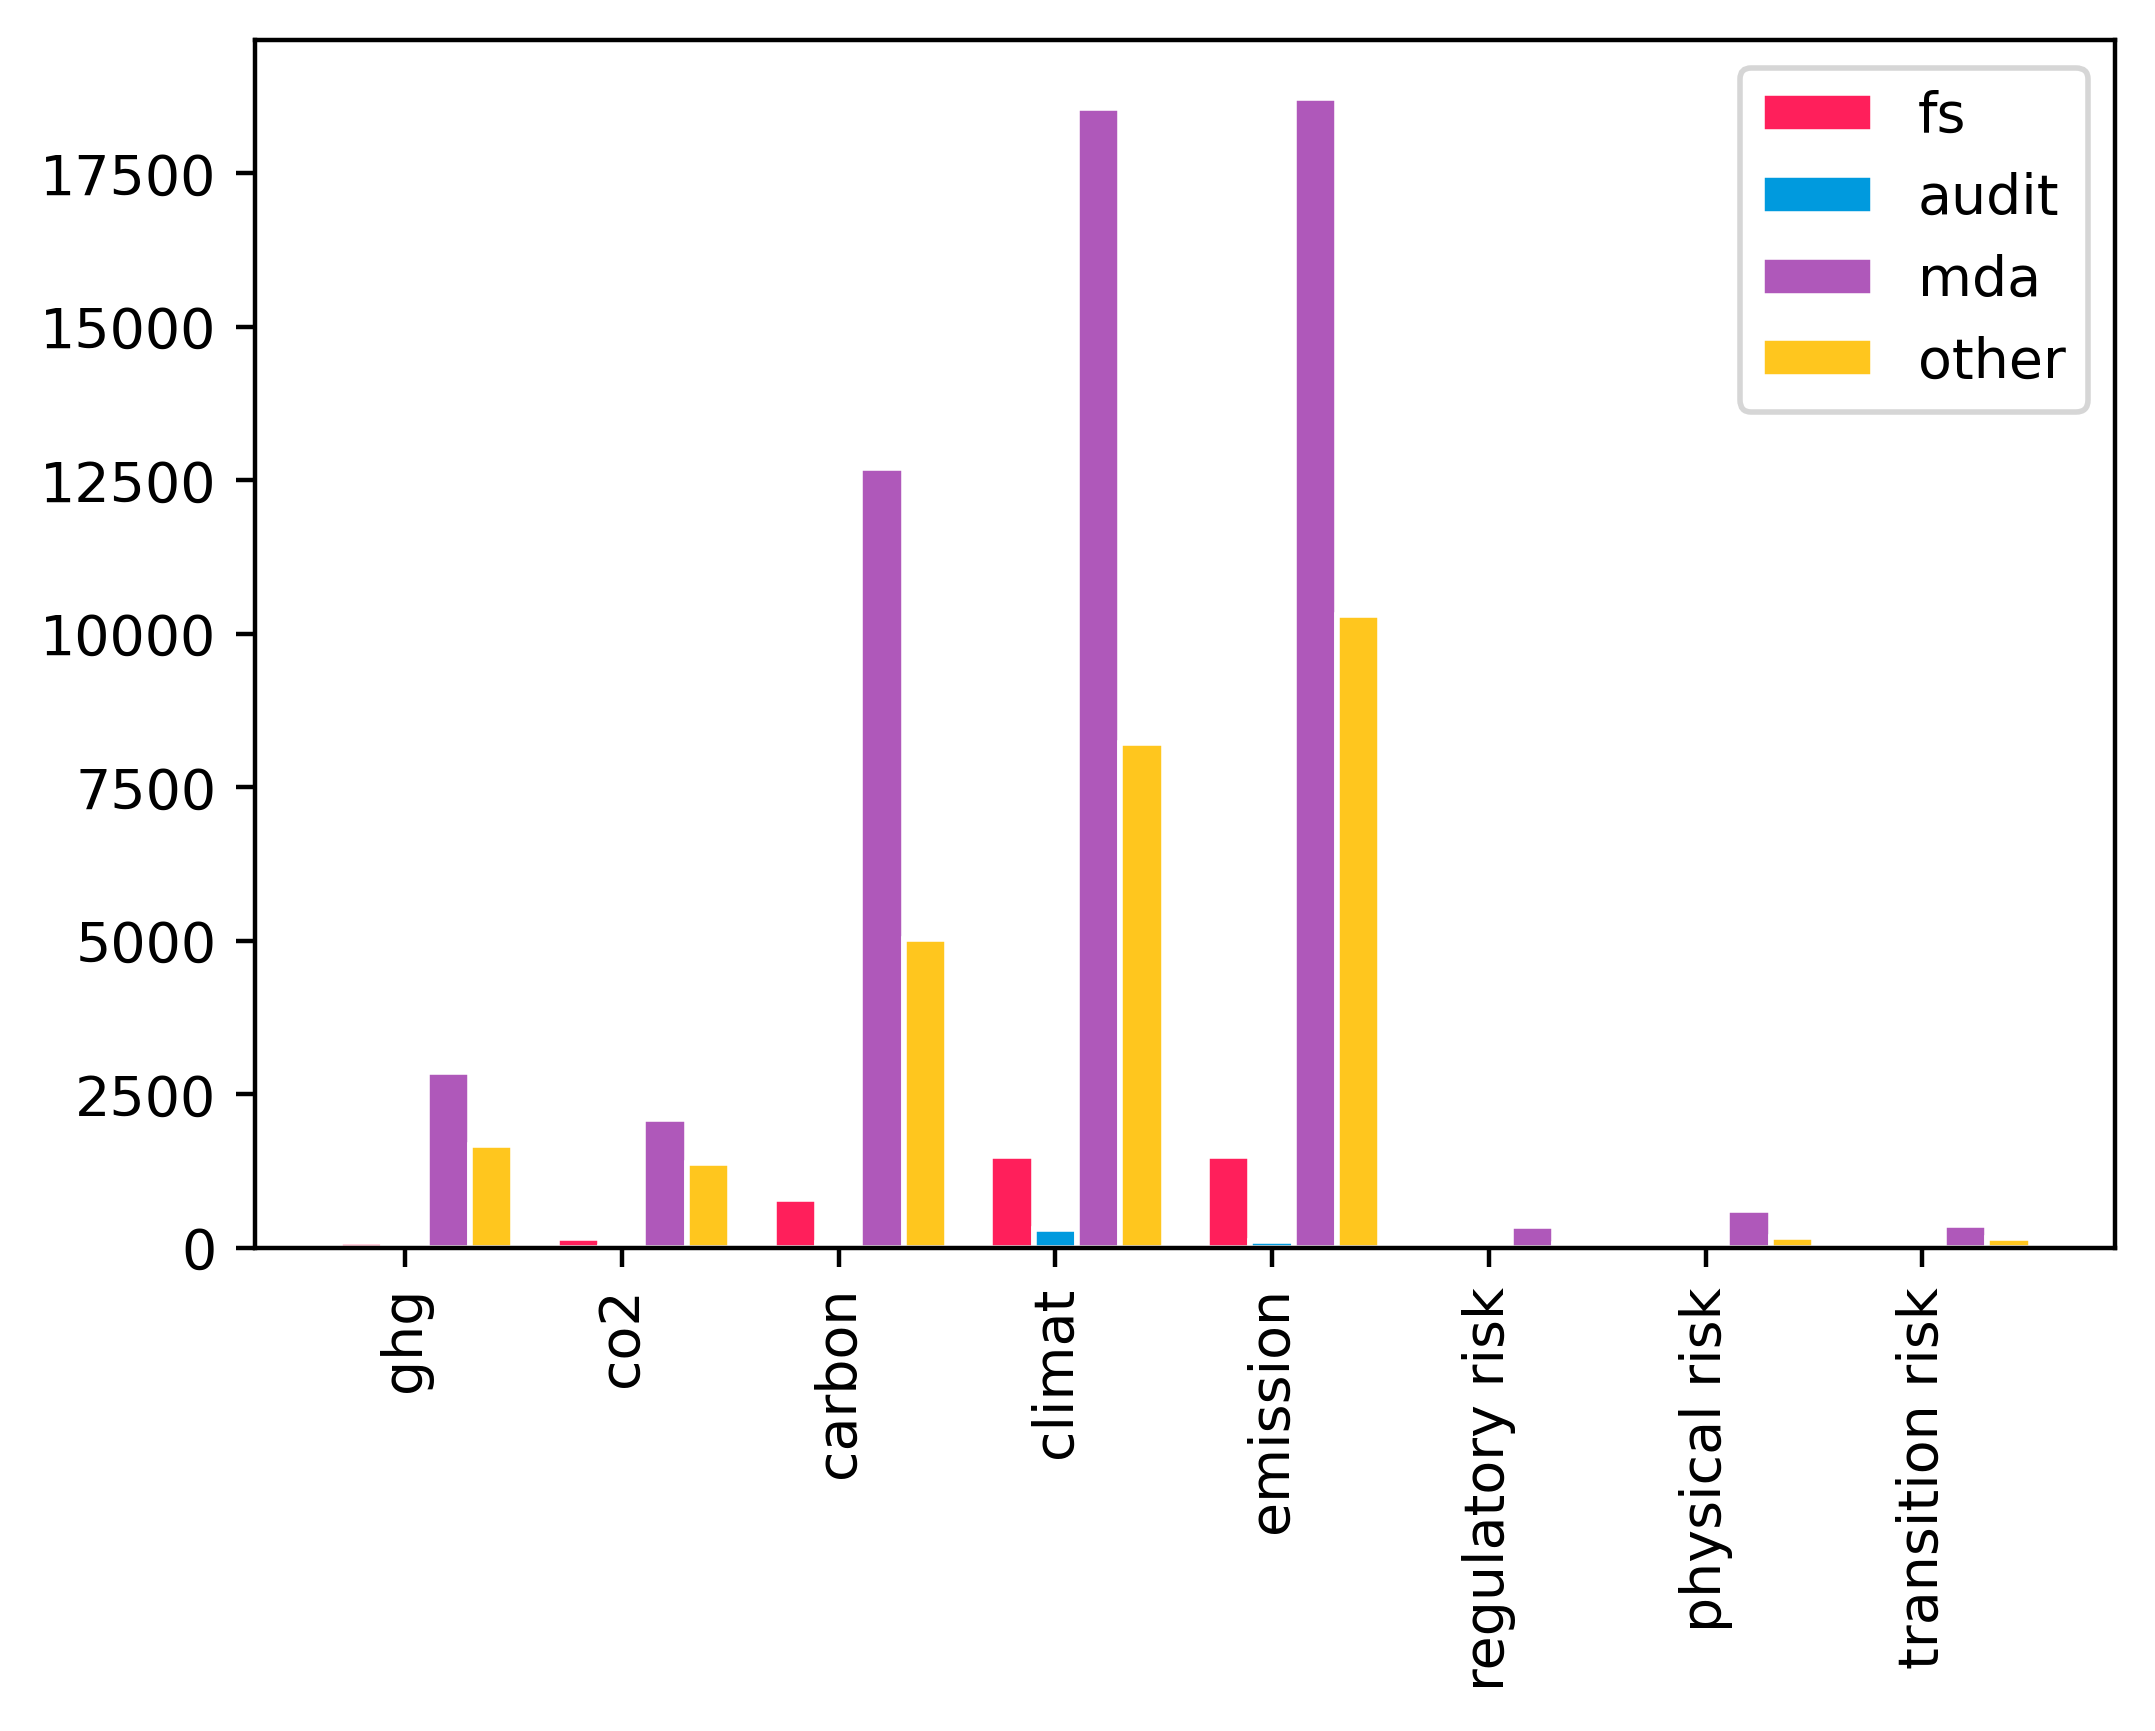 17500
15000
12500
10000
7500
5000
2500
0
fs
audit
mda
other
ghg
co2
carbon
climat
emission
regulatory risk
physical risk
transition risk